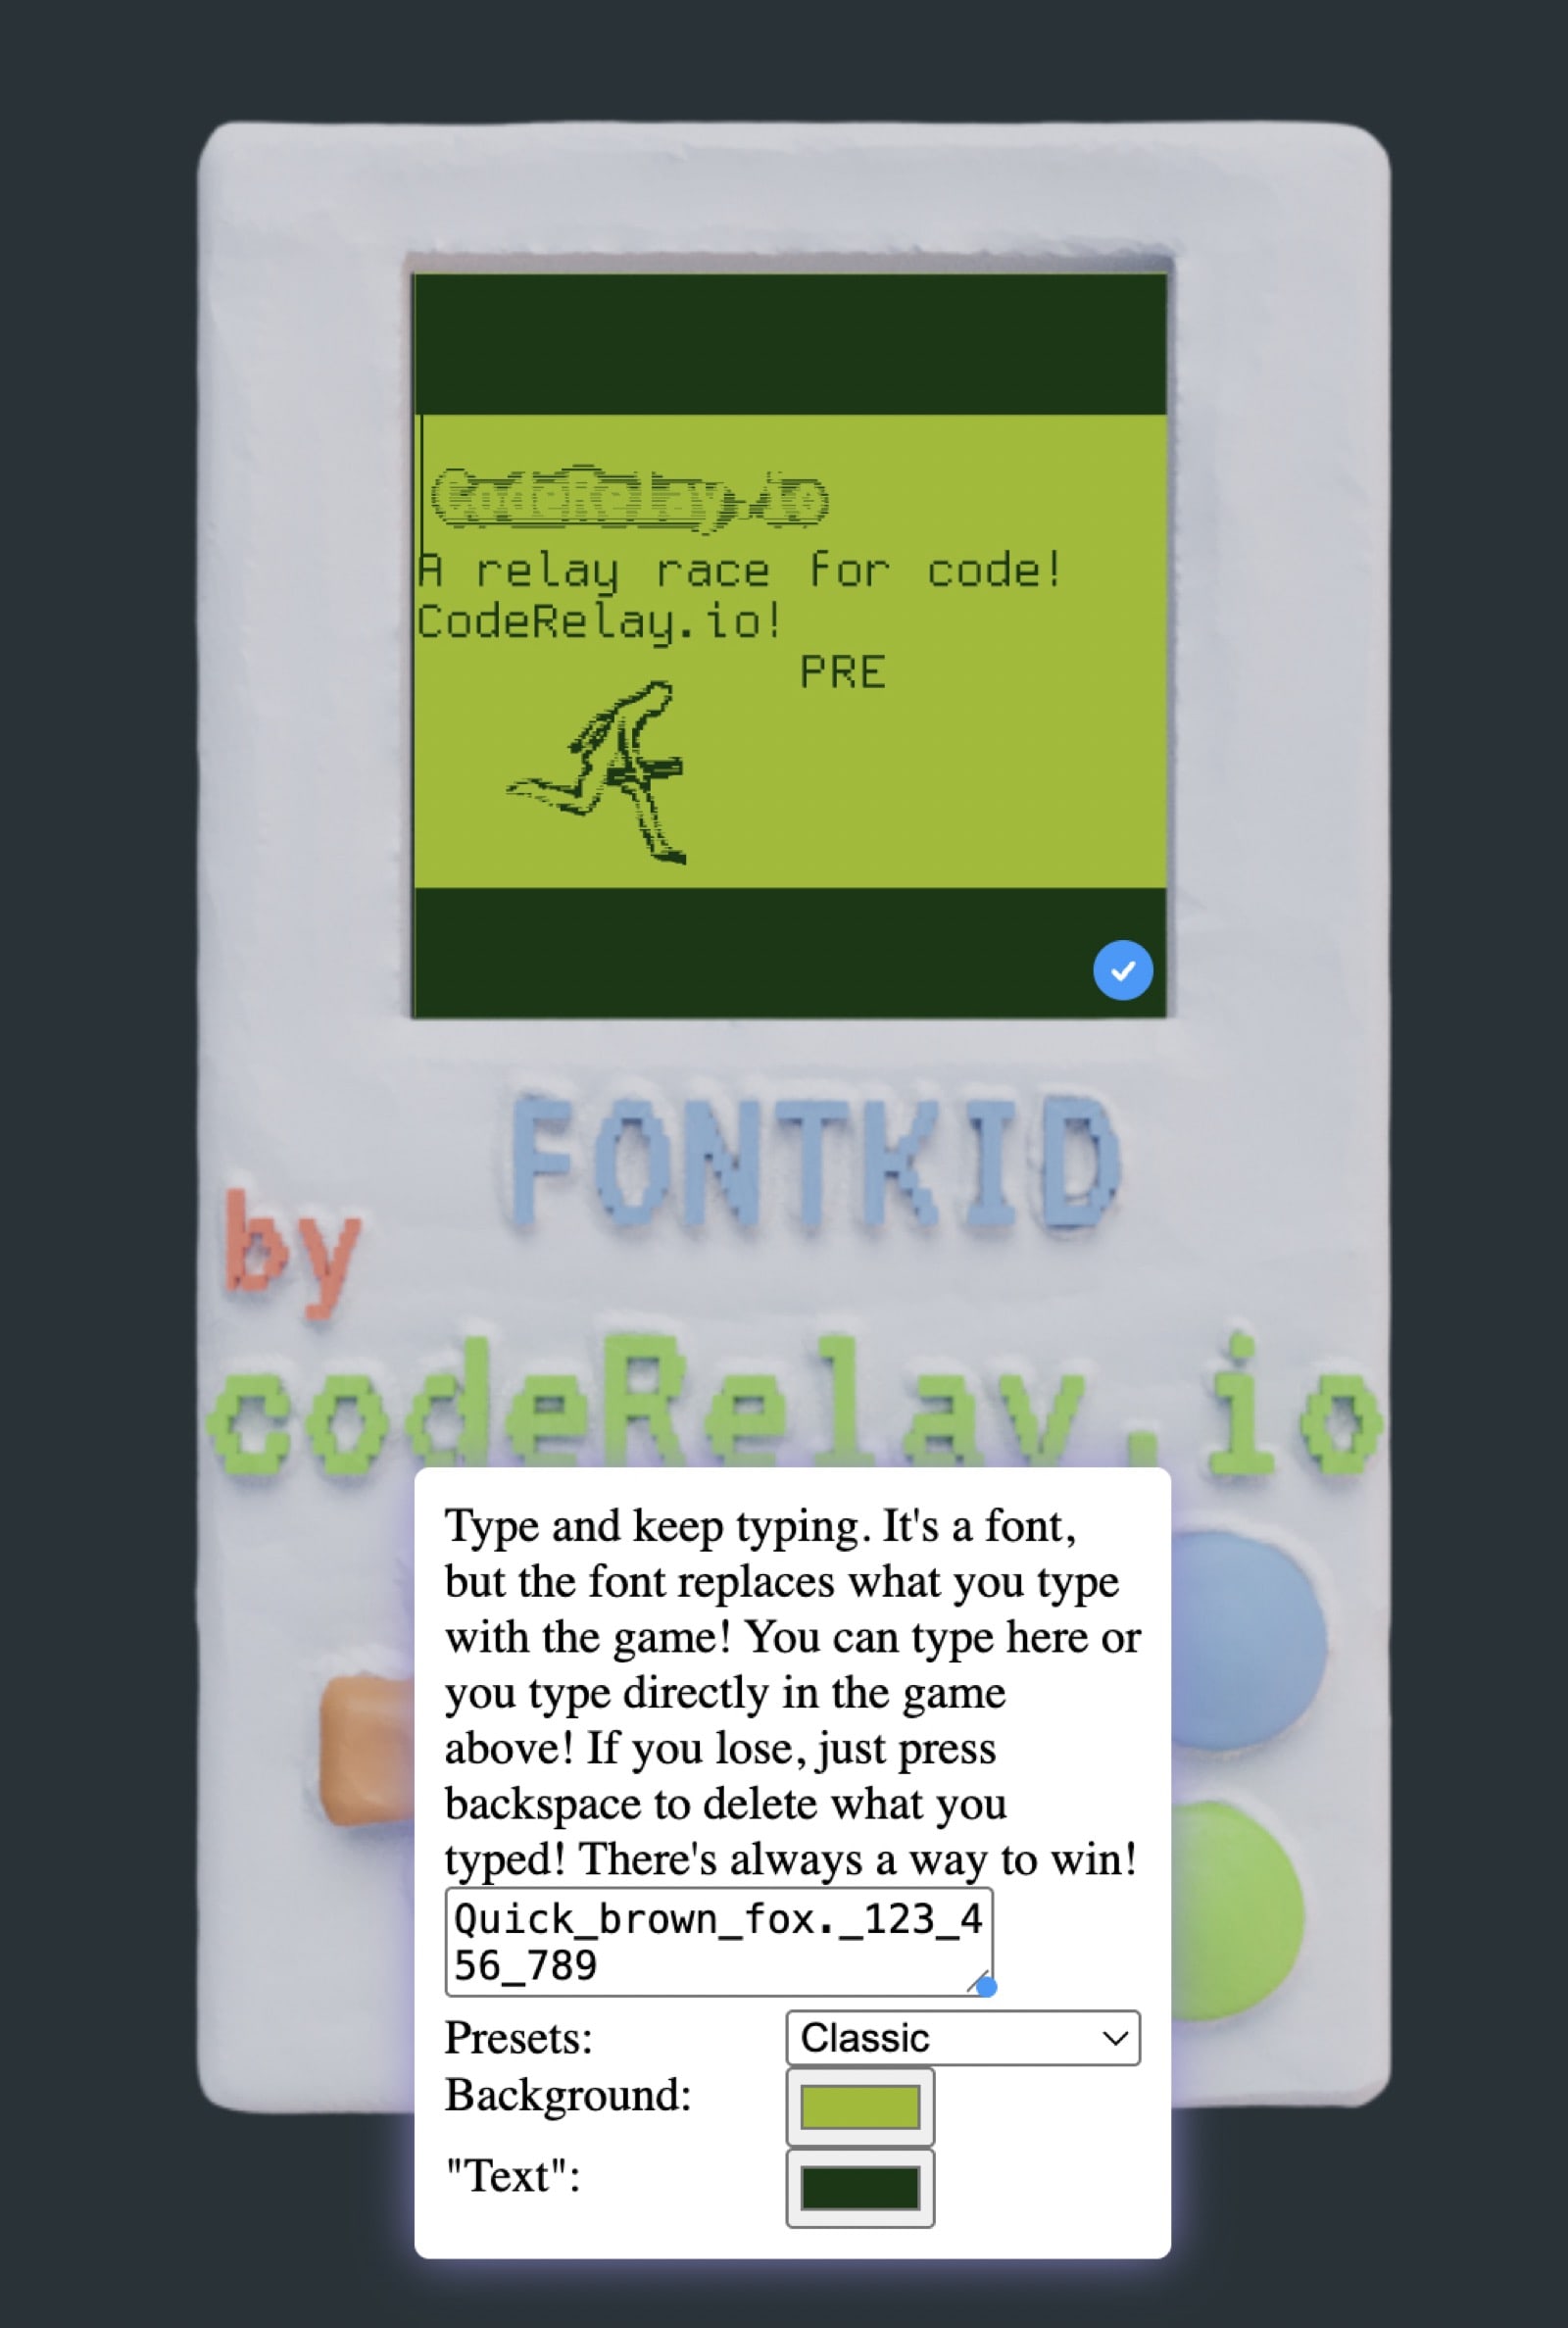 CodeRelay.io
A relay race for code!
CodeRelay.io!
PRE
FONTKID
by
codeRelay.io
Type and keep typing. It's a font,
but the font replaces what you type
with the game! You can type here or
you type directly in the game
above! If you lose, just press
backspace to delete what you
typed! There's always a way to win!
Quick_brown_fox._123_4
56_789
Presets:
Classic
Background:
"Text":